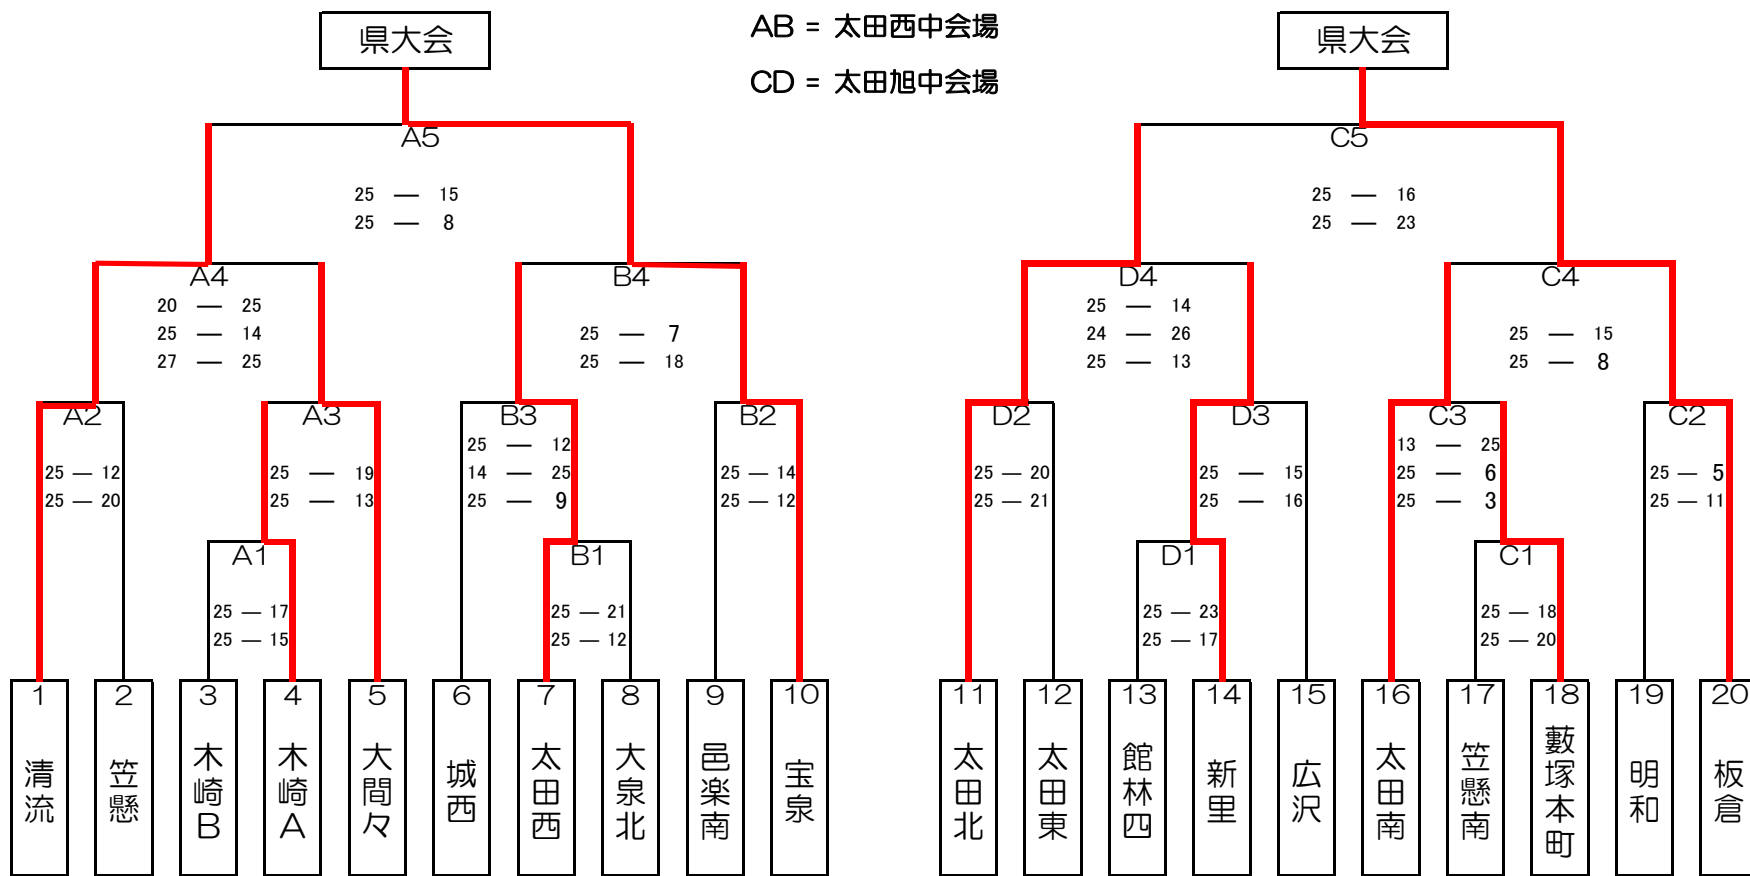 県大会
AB = 太田西中会場
県大会
CD = 太田旭中会場
A5
C5
25 — 15
25 — 16
25 — 8
25 — 23
A4
B4
D4
C4
20 — 25
25 — 14
25 — 14
25 — 7
24 — 26
25 — 15
27 — 25
25 — 18
25 — 13
25 — 8
A2
A3
B3
B2
D2
D3
C3
C2
25 — 12
13 — 25
25 — 12
25 — 19
14 — 25
25 — 14
25 — 20
25 — 15
25 — 6
25 — 5
25 — 20
25 — 13
25 — 9
25 — 12
25 — 21
25 — 16
25 — 3
25 — 11
A1
B1
D1
C1
25 — 17
25 — 21
25 — 23
25 — 18
25 — 15
25 — 12
25 — 17
25 — 20
1 清流
2 笠懸
3 木崎B
4 木崎A
5 大間々
6 城西
7 太田西
8 大泉北
9 邑楽南
10 宝泉
11 太田北
12 太田東
13 館林四
14 新里
15 広沢
16 太田南
17 笠懸南
18 藪塚本町
19 明和
20 板倉